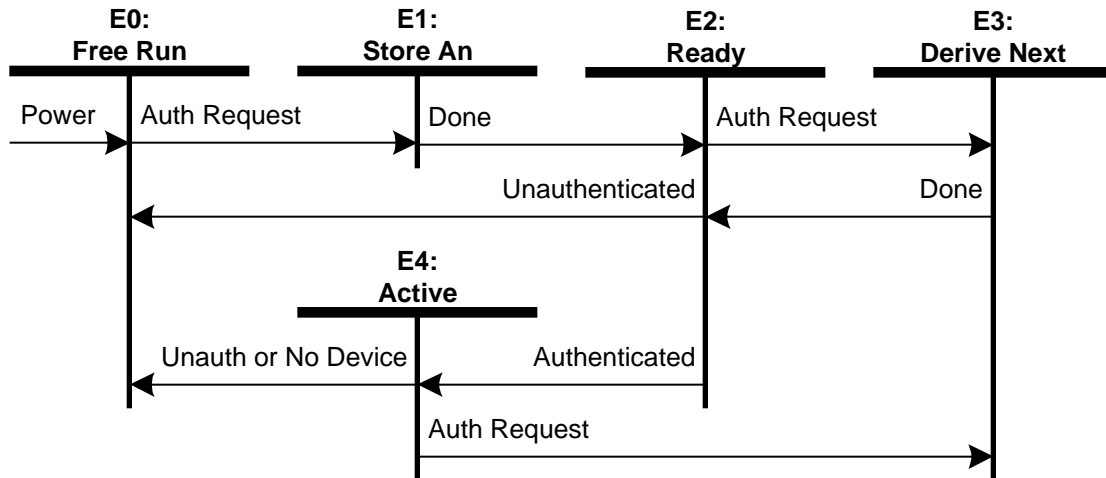 E0:
Free Run
E1:
Store An
E2:
Ready
E3:
Derive Next
Power
Auth Request
Done
Auth Request
Unauthenticated
Done
E4:
Active
Unauth or No Device
Authenticated
Auth Request